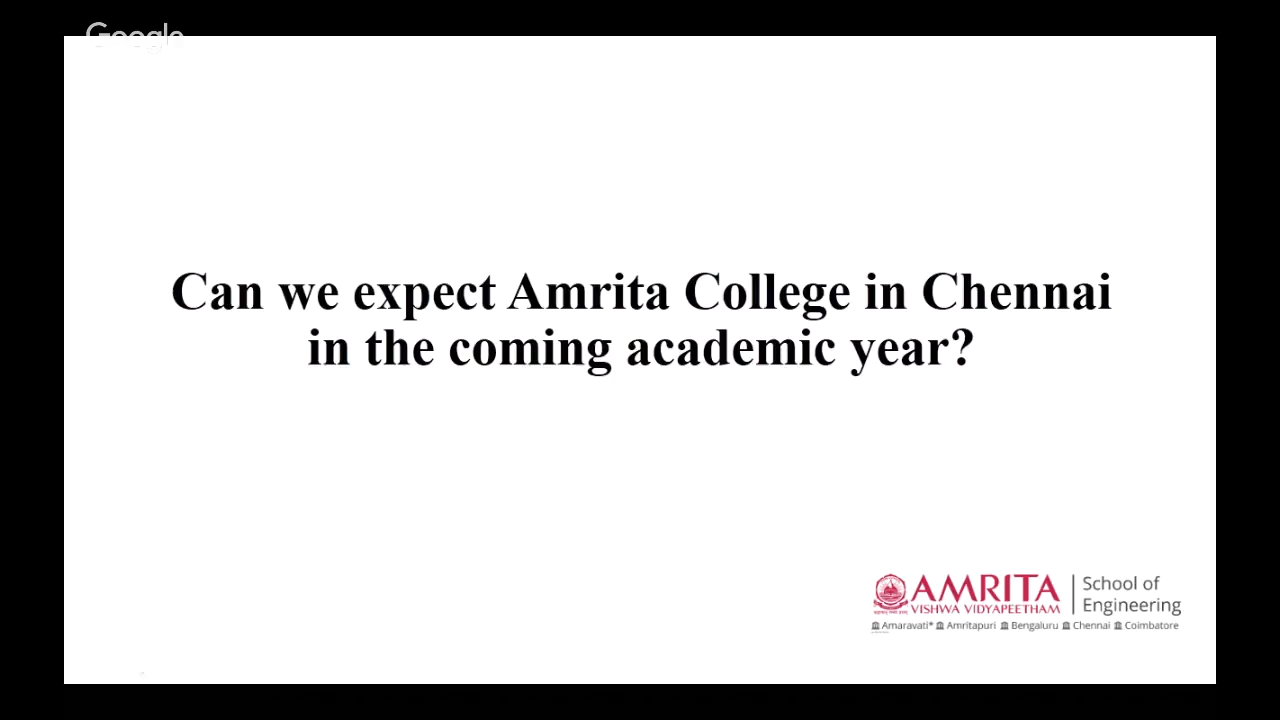 Google
Can we expect Amrita College in Chennai
in the coming academic year?
AMRITA
VISHWA VIDYAPEETHAM
School of
Engineering
Amaravati* Amritapuri Bengaluru Chennai Coimbatore